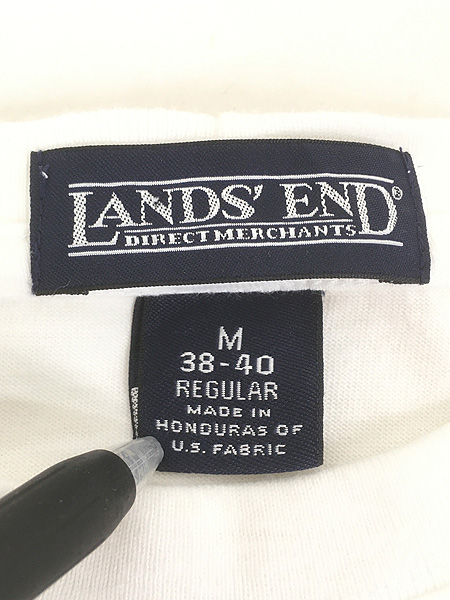 LANDS' END®
DIRECT MERCHANTS
M
38-40
REGULAR
MADE IN
HONDURAS OF
U.S. FABRIC